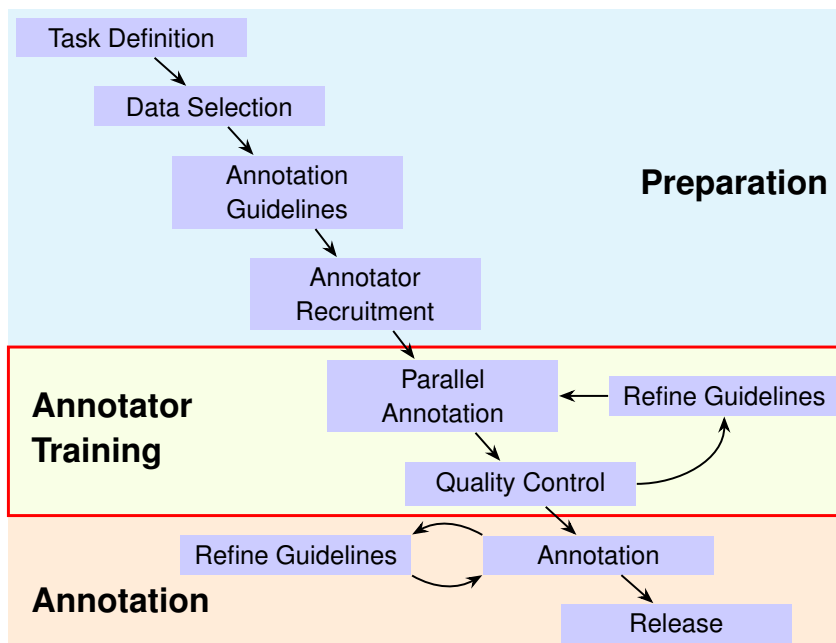 Task Definition
Data Selection
Annotation
Guidelines
Preparation
Annotator
Recruitment
Annotator
Training
Parallel
Annotation
Refine Guidelines
Quality Control
Annotation
Refine Guidelines
Annotation
Release